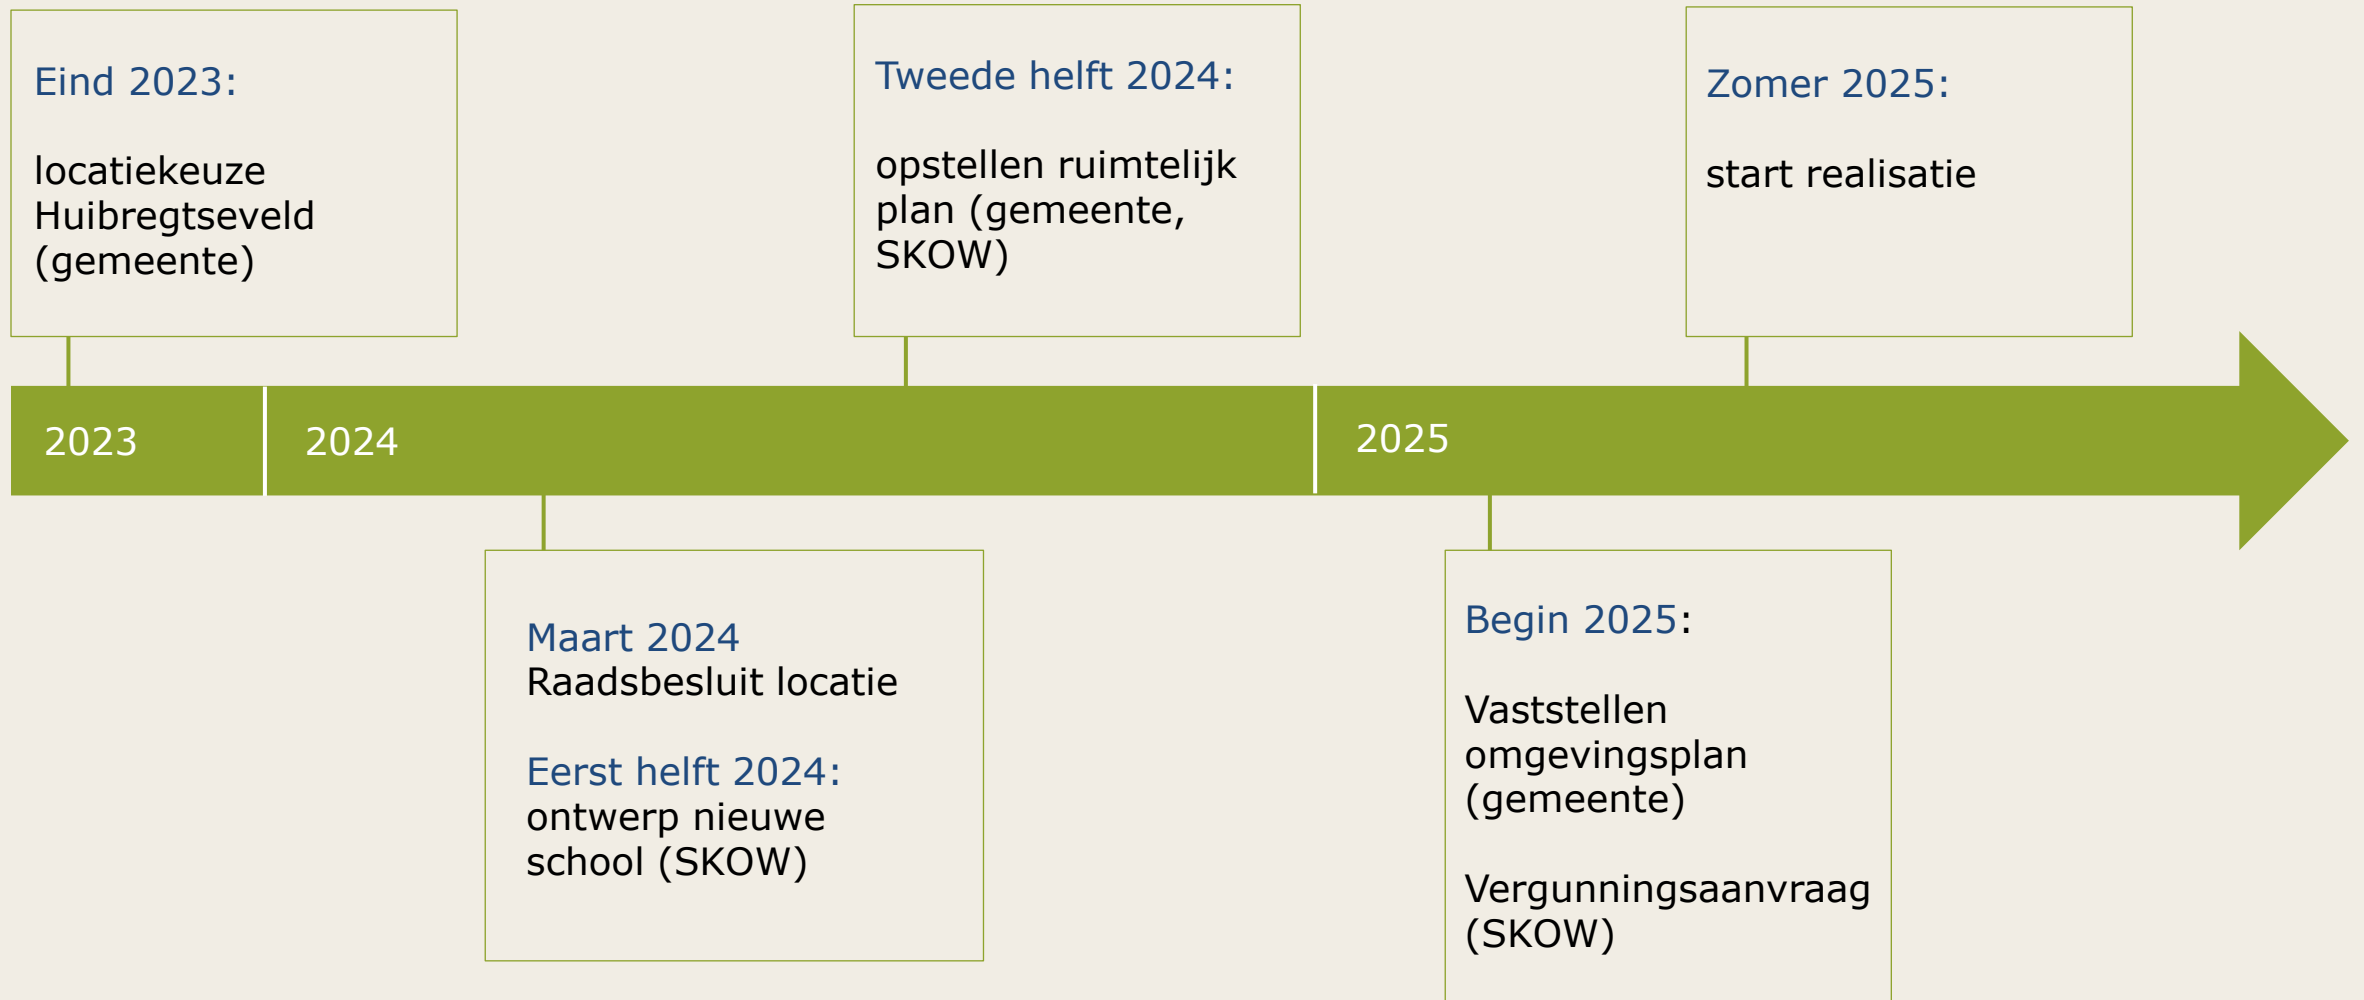 Eind 2023:
locatiekeuze
Huibregtseveld
(gemeente)
Tweede helft 2024:
opstellen ruimtelijk
plan (gemeente,
SKOW)
Zomer 2025:
start realisatie
2023
2024
2025
Maart 2024
Raadsbesluit locatie
Eerst helft 2024:
ontwerp nieuwe
school (SKOW)
Begin 2025:
Vaststellen
omgevingsplan
(gemeente)
Vergunningsaanvraag
(SKOW)